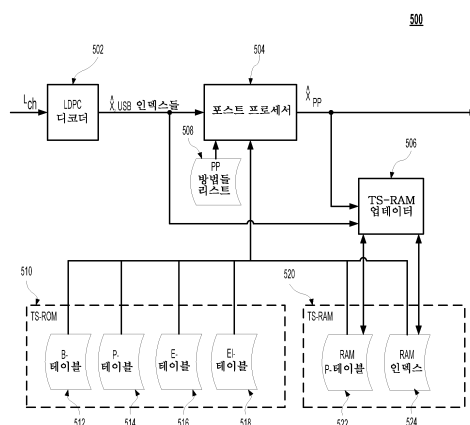 500
502
504
Lch
LDPC
디코더
X̂USB 인덱스들
포스트 프로세서
X̂PP
508
PP
방법들
리스트
506
TS-RAM
업데이터
510
TS-ROM
520
TS-RAM
B-
테이블
P-
테이블
E-
테이블
EI-
테이블
RAM
P-테이블
RAM
인덱스
512
514
516
518
522
524